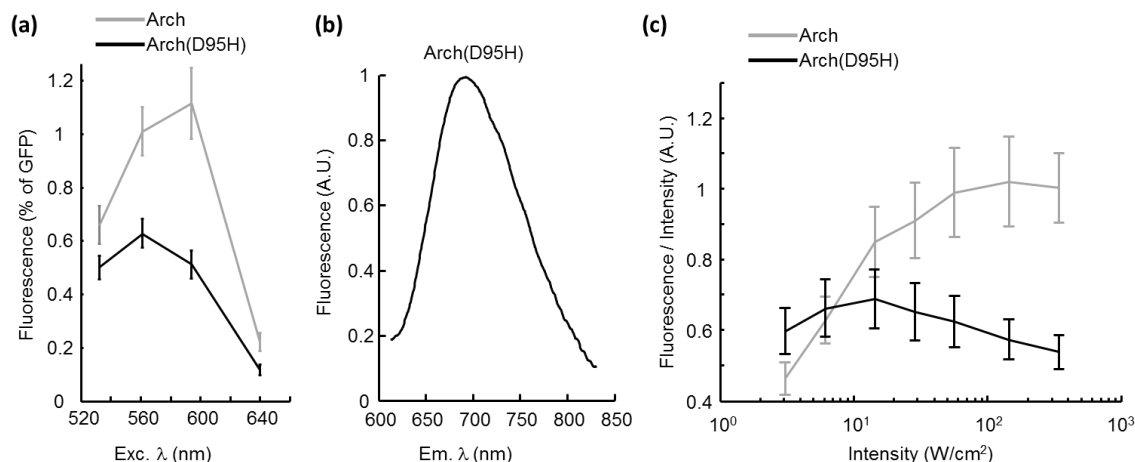 (a)
Arch
Arch(D95H)
Fluorescence (% of GFP)
1.2
1
0.8
0.6
0.4
0.2
0
520 560 600 640
Exc. λ (nm)
(b)
Arch(D95H)
Fluorescence (A.U.)
1
0.8
0.6
0.4
0.2
0
600 650 700 750 800 850
Em. λ (nm)
(c)
Arch
Arch(D95H)
Fluorescence / Intensity (A.U.)
1.2
1
0.8
0.6
0.4
10⁰ 10¹ 10² 10³
Intensity (W/cm²)